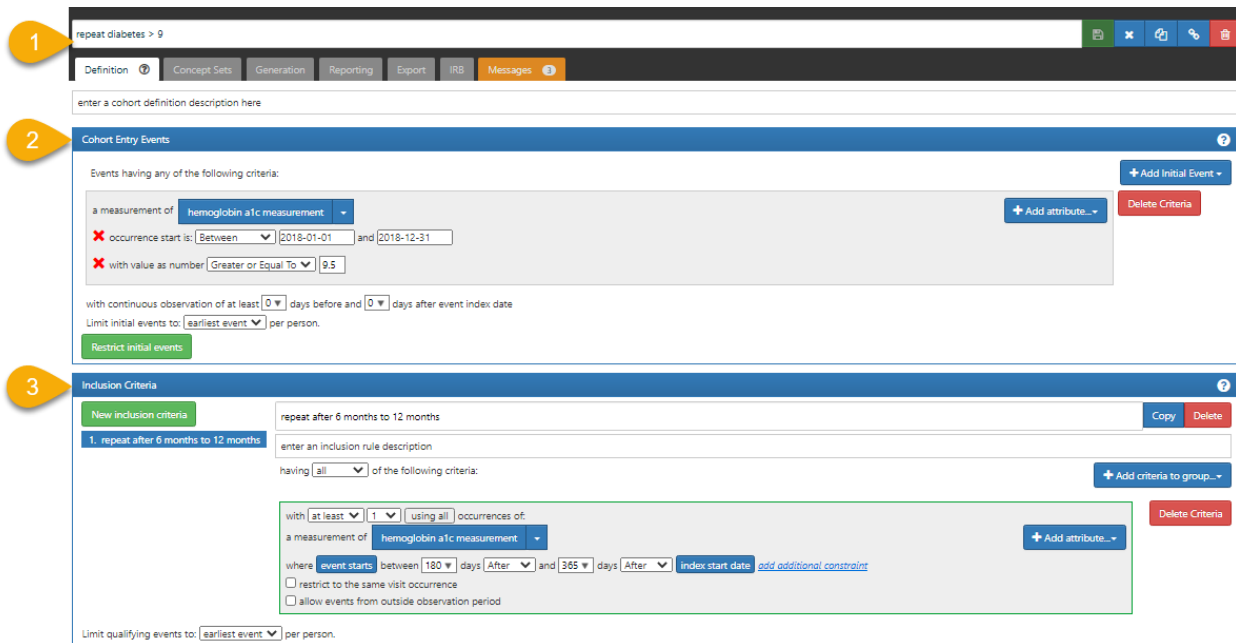 1
repeat diabetes > 9
Definition ? Concept Sets Generation Reporting Export IRB Messages 3
enter a cohort definition description here
2
Cohort Entry Events ?
Events having any of the following criteria:
+ Add Initial Event
a measurement of hemoglobin a1c measurement + Add attribute... Delete Criteria
occurrence start is: Between 2018-01-01 and 2018-12-31
with value as number Greater or Equal To 9.5
with continuous observation of at least 0 days before and 0 days after event index date
Limit initial events to: earliest event per person.
Restrict initial events
3
Inclusion Criteria ?
New inclusion criteria repeat after 6 months to 12 months Copy Delete
1. repeat after 6 months to 12 months enter an inclusion rule description
having all of the following criteria: + Add criteria to group...
with at least 1 using all occurrences of: Delete Criteria
a measurement of hemoglobin a1c measurement + Add attribute...
where event starts between 180 days After and 365 days After index start date add additional constraint
restrict to the same visit occurrence
allow events from outside observation period
Limit qualifying events to: earliest event per person.